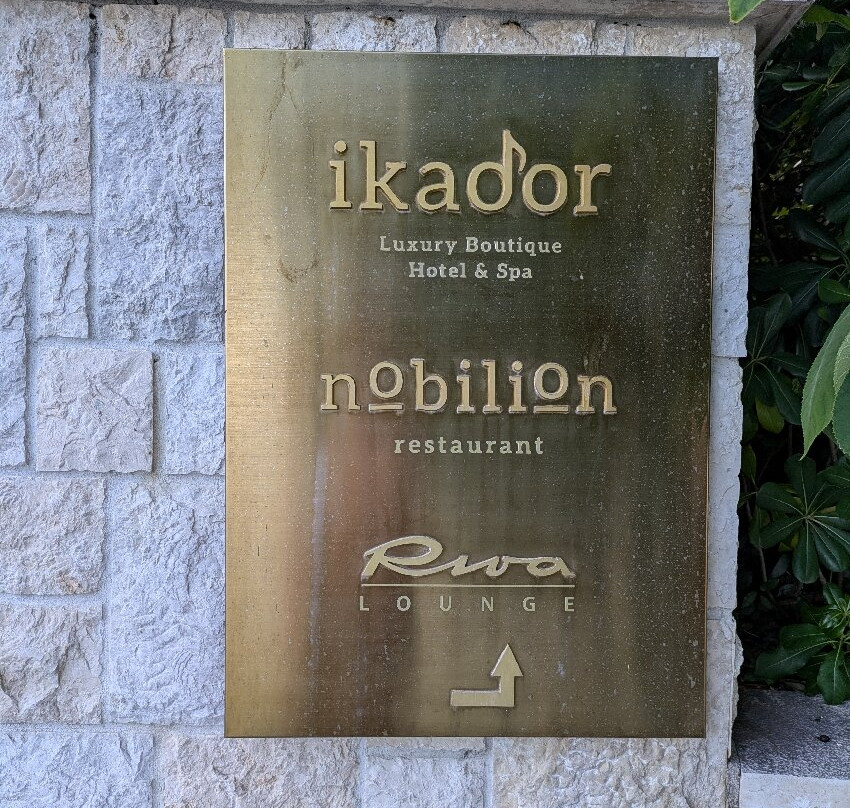 ikador
Luxury Boutique
Hotel & Spa
nobilion
restaurant
Riva
LOUNGE